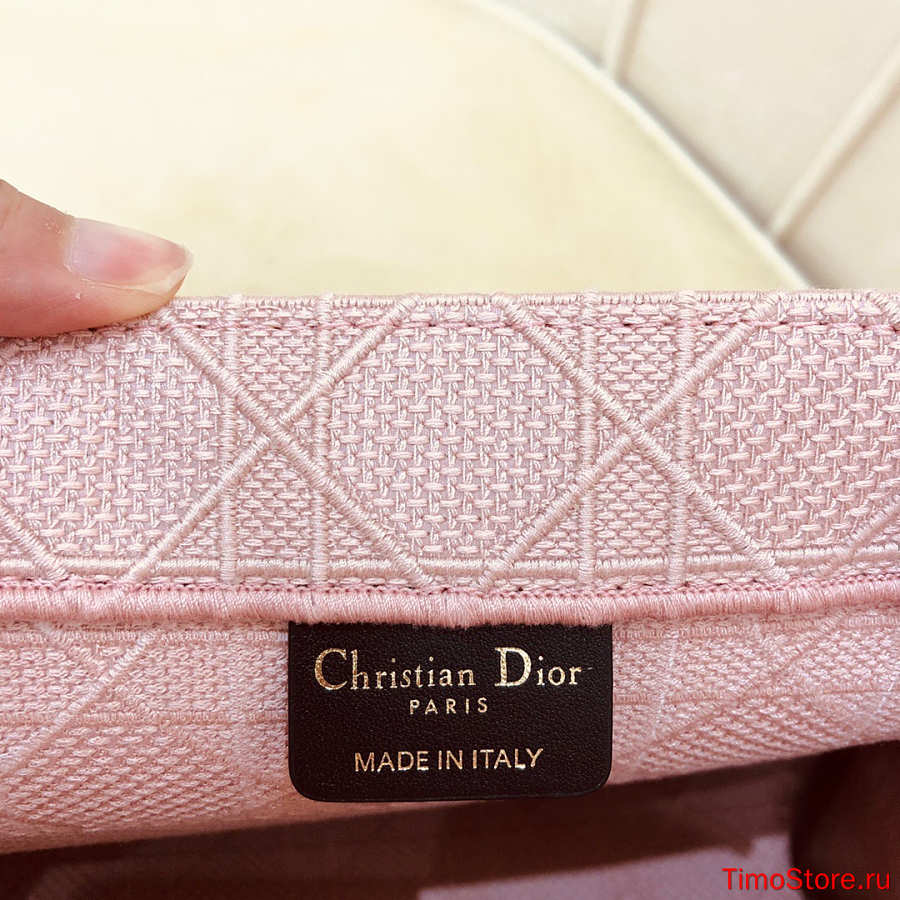 Christian Dior
PARIS
MADE IN ITALY
TimoStore.ru